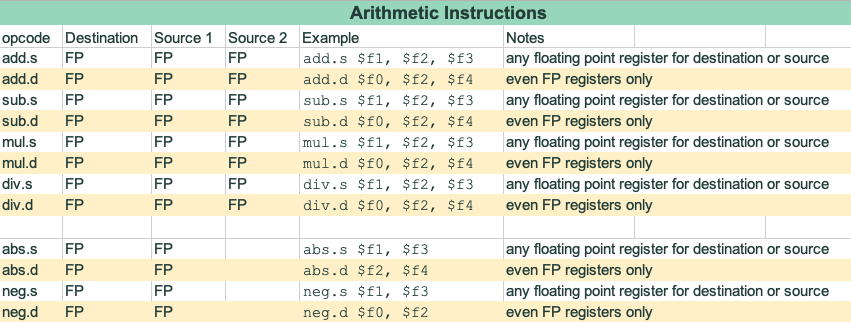 Arithmetic Instructions
opcode Destination Source 1 Source 2 Example Notes
add.s FP FP FP add.s $f1, $f2, $f3 any floating point register for destination or source
add.d FP FP FP add.d $f0, $f2, $f4 even FP registers only
sub.s FP FP FP sub.s $f1, $f2, $f3 any floating point register for destination or source
sub.d FP FP FP sub.d $f0, $f2, $f4 even FP registers only
mul.s FP FP FP mul.s $f1, $f2, $f3 any floating point register for destination or source
mul.d FP FP FP mul.d $f0, $f2, $f4 even FP registers only
div.s FP FP FP div.s $f1, $f2, $f3 any floating point register for destination or source
div.d FP FP FP div.d $f0, $f2, $f4 even FP registers only
abs.s FP FP abs.s $f1, $f3 any floating point register for destination or source
abs.d FP FP abs.d $f2, $f4 even FP registers only
neg.s FP FP neg.s $f1, $f3 any floating point register for destination or source
neg.d FP FP neg.d $f0, $f2 even FP registers only